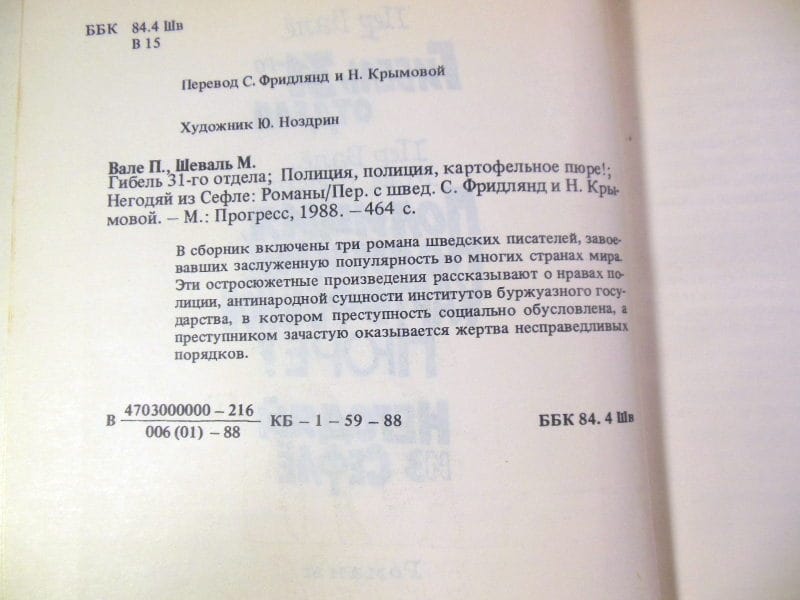 ББК 84.4 Шв
В 15
Перевод С. Фридлянд и Н. Крымовой
Художник Ю. Ноздрин
Вале П., Шеваль М.
Гибель 31-го отдела; Полиция, полиция, картофельное пюре!;
Негодяй из Сефле: Романы/Пер. с швед. С. Фридлянд и Н. Кры-
мовой. – М.: Прогресс, 1988. – 464 с.
В сборник включены три романа шведских писателей, завое-
вавших заслуженную популярность во многих странах мира.
Эти остросюжетные произведения рассказывают о нравах по-
лиции, антинародной сущности институтов буржуазного госу-
дарства, в котором преступность социально обусловлена, а
преступником зачастую оказывается жертва несправедливых
порядков.
В 4703000000 – 216
006 (01) – 88
КБ – 1 – 59 – 88
ББК 84. 4 Шв